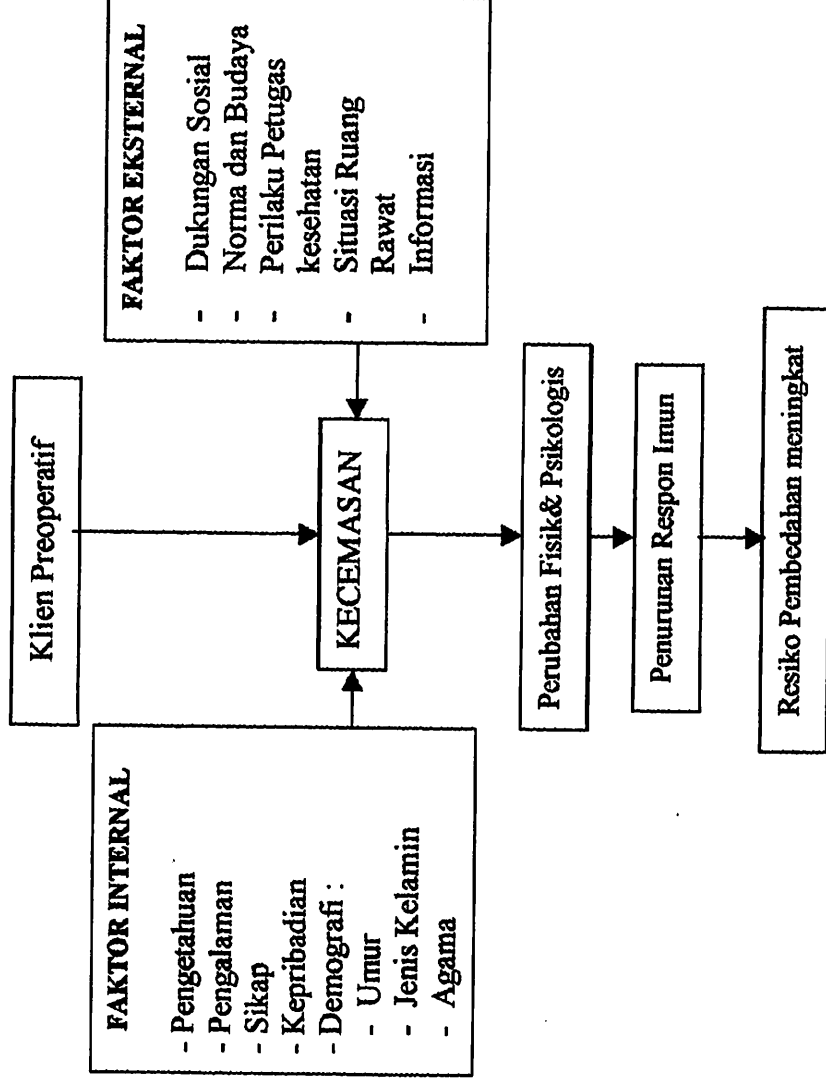 Klien Preoperatif
FAKTOR INTERNAL
- Pengetahuan
- Pengalaman
- Sikap
- Kepribadian
- Demografi :
- Umur
- Jenis Kelamin
- Agama
KECEMASAN
FAKTOR EKSTERNAL
- Dukungan Sosial
- Norma dan Budaya
- Perilaku Petugas
kesehatan
- Situasi Ruang
Rawat
- Informasi
Perubahan Fisik& Psikologis
Penurunan Respon Imun
Resiko Pembedahan meningkat